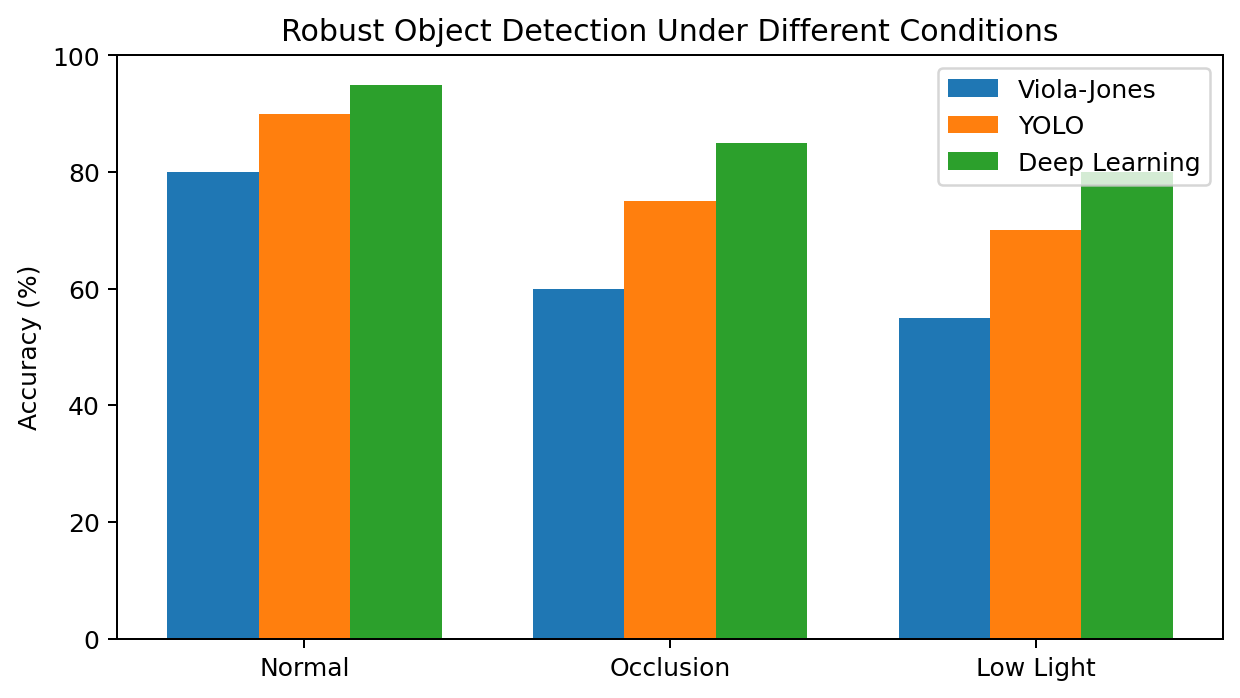 Robust Object Detection Under Different Conditions
Viola-Jones
YOLO
Deep Learning
Accuracy (%)
100
80
60
40
20
0
Normal
Occlusion
Low Light